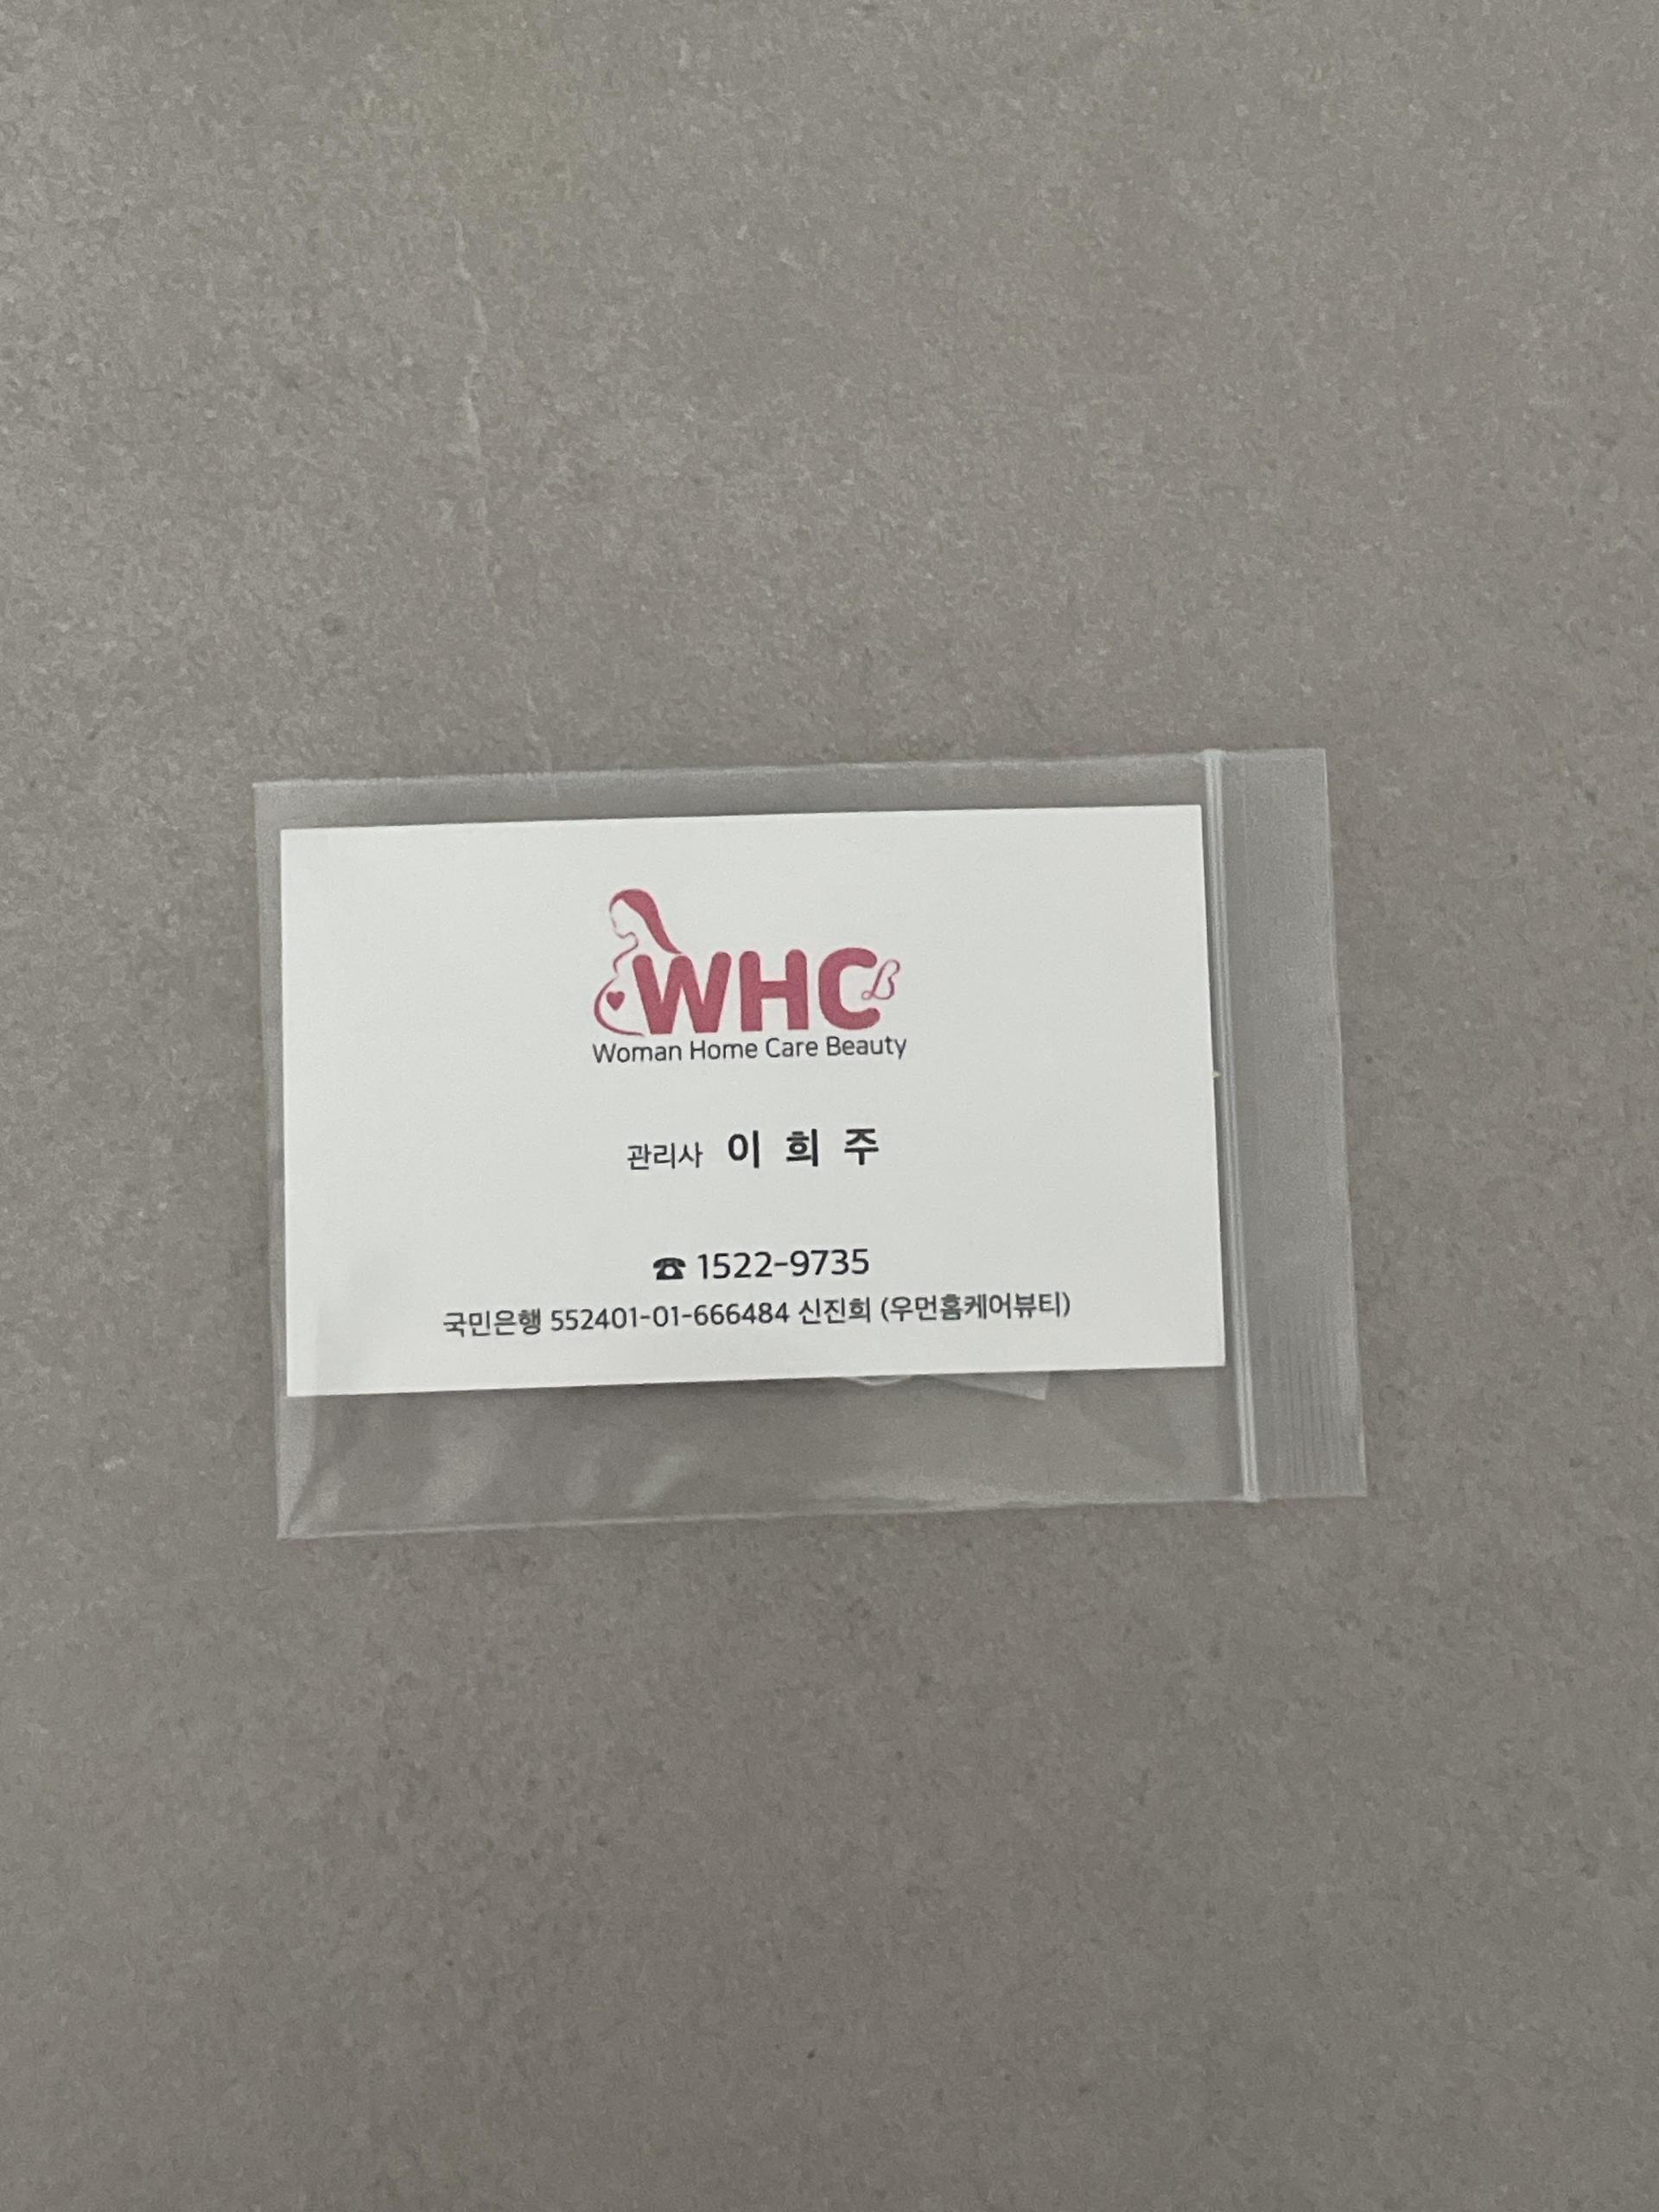 WHC B
Woman Home Care Beauty
관리사 이 희 주
☎ 1522-9735
국민은행 552401-01-666484 신진희 (우먼홈케어뷰티)